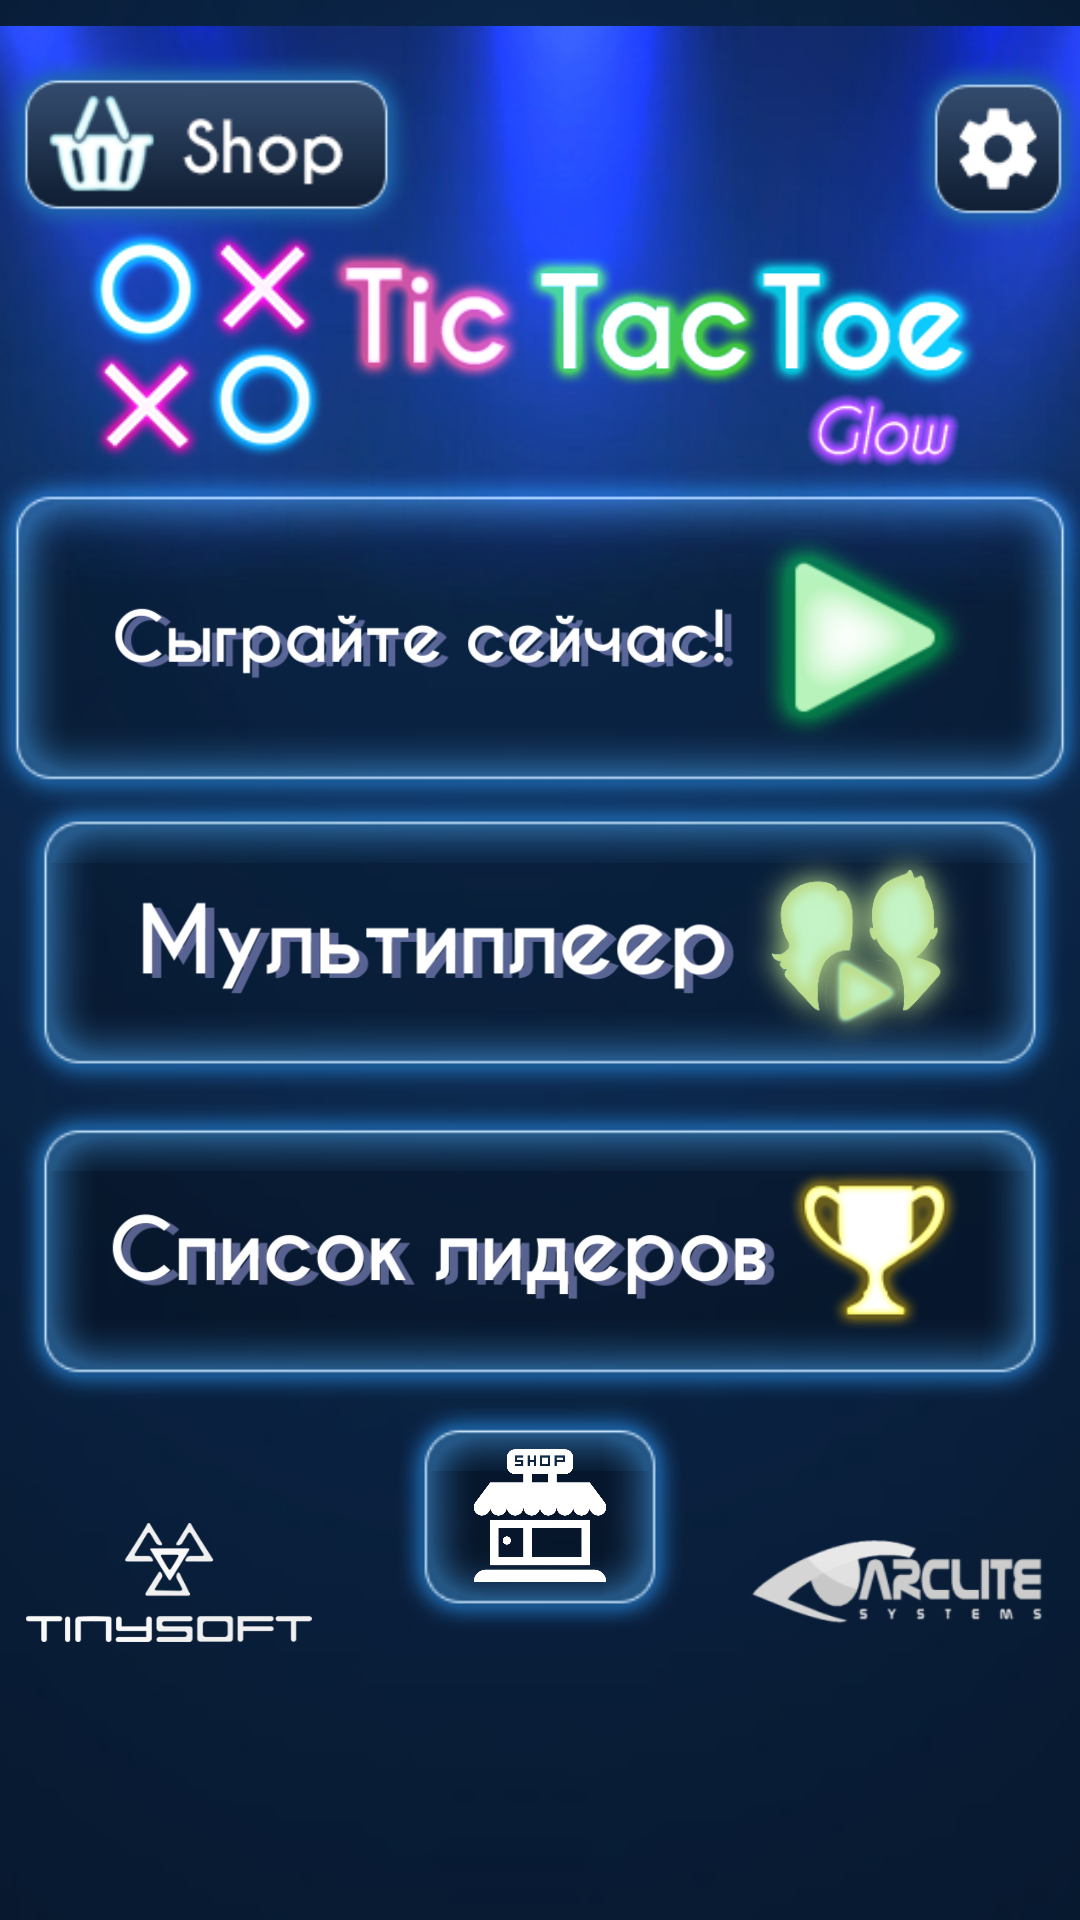 Shop
Tic Tac Toe
Glow
Сыграйте сейчас!
Мультиплеер
Список лидеров
SHOP
TINYSOFT
ARCLITE
SYSTEMS